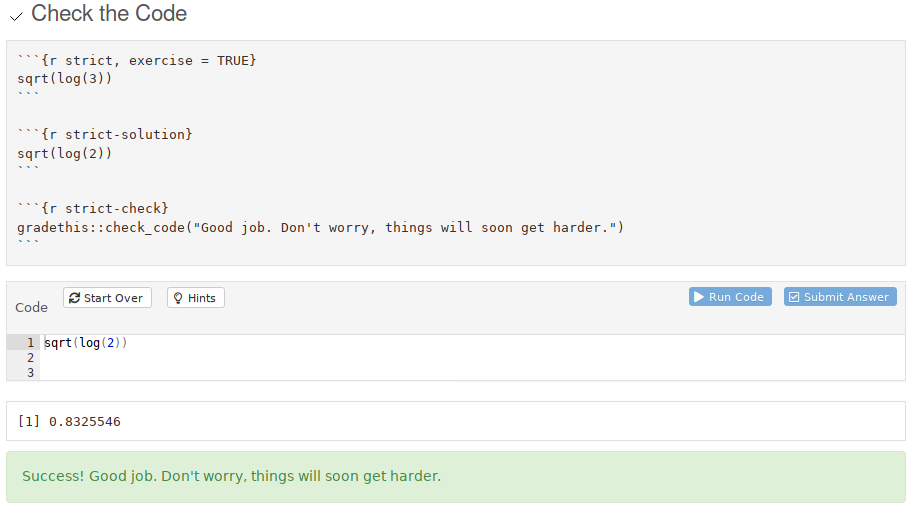 ✓ Check the Code
```{r strict, exercise = TRUE}
sqrt(log(3))
```
```{r strict-solution}
sqrt(log(2))
```
```{r strict-check}
gradethis::check_code("Good job. Don't worry, things will soon get harder.")
```
Code Start Over Hints Run Code Submit Answer
1 sqrt(log(2))
2
3
[1] 0.8325546
Success! Good job. Don't worry, things will soon get harder.